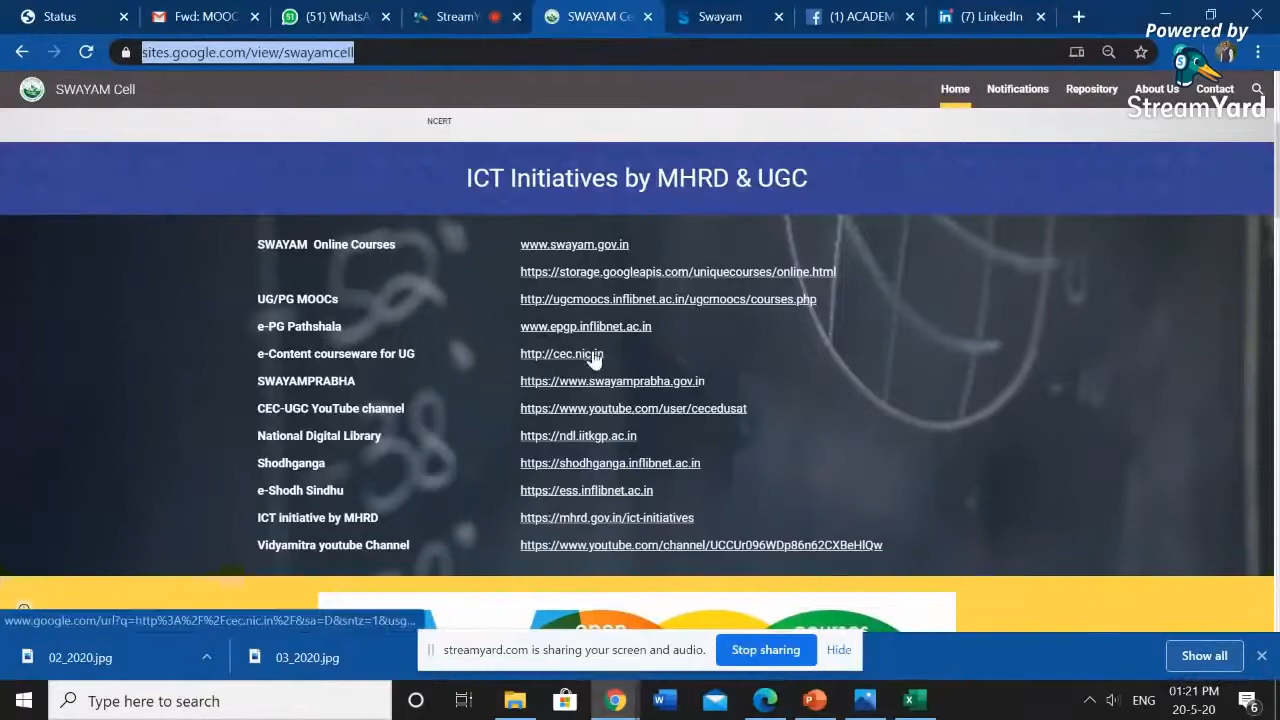 Status
Fwd: MOOC
(51) WhatsA
StreamY
SWAYAM Ce
Swayam
(1) ACADEM
(7) LinkedIn
Powered by
StreamYard
sites.google.com/view/swayamcell
SWAYAM Cell
Home
Notifications
Repository
About Us
Contact
NCERT
ICT Initiatives by MHRD & UGC
SWAYAM Online Courses www.swayam.gov.in
https://storage.googleapis.com/uniquecourses/online.html
UG/PG MOOCs http://ugcmoocs.inflibnet.ac.in/ugcmoocs/courses.php
e-PG Pathshala www.epgp.inflibnet.ac.in
e-Content courseware for UG http://cec.nic.in
SWAYAMPRABHA https://www.swayamprabha.gov.in
CEC-UGC YouTube channel https://www.youtube.com/user/cecedusat
National Digital Library https://ndl.iitkgp.ac.in
Shodhganga https://shodhganga.inflibnet.ac.in
e-Shodh Sindhu https://ess.inflibnet.ac.in
ICT initiative by MHRD https://mhrd.gov.in/ict-initiatives
Vidyamitra youtube Channel https://www.youtube.com/channel/UCCUr096WDp86n62CXBeHlQw
www.google.com/url?q=http%3A%2F%2Fcec.nic.in%2F&sa=D&sntz=1&usg...
02_2020.jpg
03_2020.jpg
streamyard.com is sharing your screen and audio.
Stop sharing
Hide
Show all
Type here to search
ENG
01:21 PM
20-5-20
6